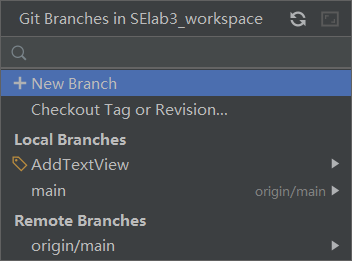 Git Branches in SElab3_workspace
New Branch
Checkout Tag or Revision...
Local Branches
AddTextView
main origin/main
Remote Branches
origin/main